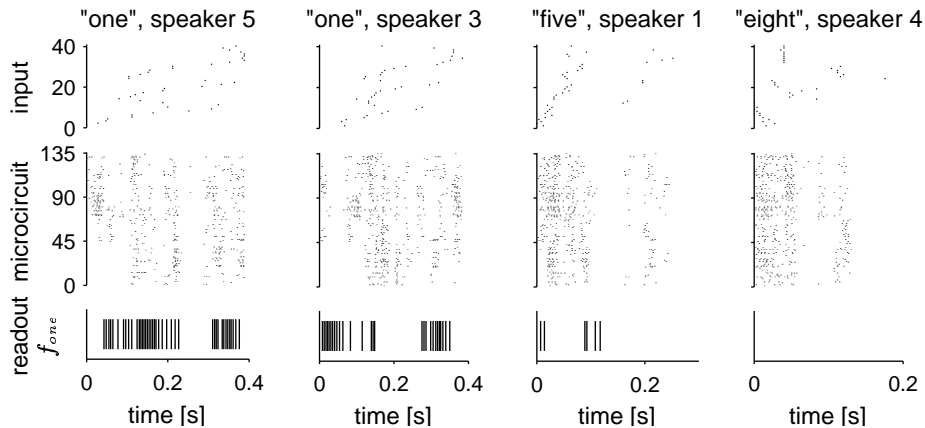 "one", speaker 5 "one", speaker 3 "five", speaker 1 "eight", speaker 4
input
40
20
0
microcircuit
135
90
45
0
readout
f_one
0 0.2 0.4 0 0.2 0.4 0 0.2 0 0.2
time [s] time [s] time [s] time [s]